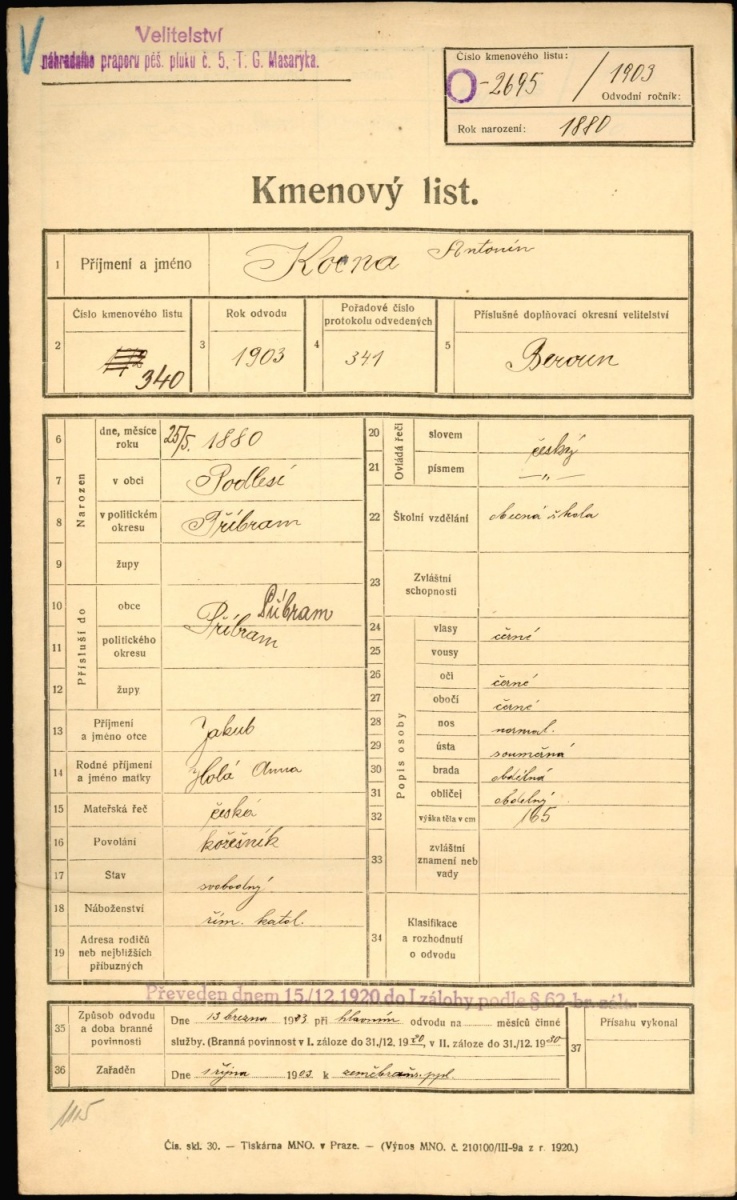 V
Velitelství
náhradního praporu pěš. pluku č. 5, T. G. Masaryka.
Číslo kmenového listu:
O-2695 / 1903
Odvodní ročník:
Rok narození: 1880
Kmenový list.
1 Příjmení a jméno Kocna Antonín
2 Číslo kmenového listu 340
3 Rok odvodu 1903
4 Pořadové číslo protokolu odvedených 341
5 Příslušné doplňovací okresní velitelství Beroun
Narozen
6 dne, měsíce roku 25/5. 1880
7 v obci Podlesí
8 v politickém okresu Příbram
9 župy
Přísluší do
10 obce Příbram
11 politického okresu Příbram
12 župy
13 Příjmení a jméno otce Jakub
14 Rodné příjmení a jméno matky Holá Anna
15 Mateřská řeč česká
16 Povolání kožešník
17 Stav svobodný
18 Náboženství řím. katol.
19 Adresa rodičů neb nejbližších příbuzných
Ovládá řeči
20 slovem český
21 písmem —„—
22 Školní vzdělání obecná škola
23 Zvláštní schopnosti
Popis osoby
24 vlasy černé
25 vousy
26 oči černé
27 obočí černé
28 nos normal.
29 ústa souměrná
30 brada obdélná
31 obličej obdélný
32 výška těla v cm 165
33 zvláštní znamení neb vady
34 Klasifikace a rozhodnutí o odvodu
Převeden dnem 15./12. 1920 do I. zálohy podle § 62 br. zák.
35 Způsob odvodu a doba branné povinnosti
Dne 13 března 1903 při hlavním odvodu na měsíců činné
služby. (Branná povinnost v I. záloze do 31./12. 1920, v II. záloze do 31./12. 1930
36 Zařaděn Dne 1 října 1903 k zeměbran. ppl.
37 Přísahu vykonal
1115
Čís. skl. 30. — Tiskárna MNO. v Praze. — (Výnos MNO. č. 210100/III-9a z r. 1920.)